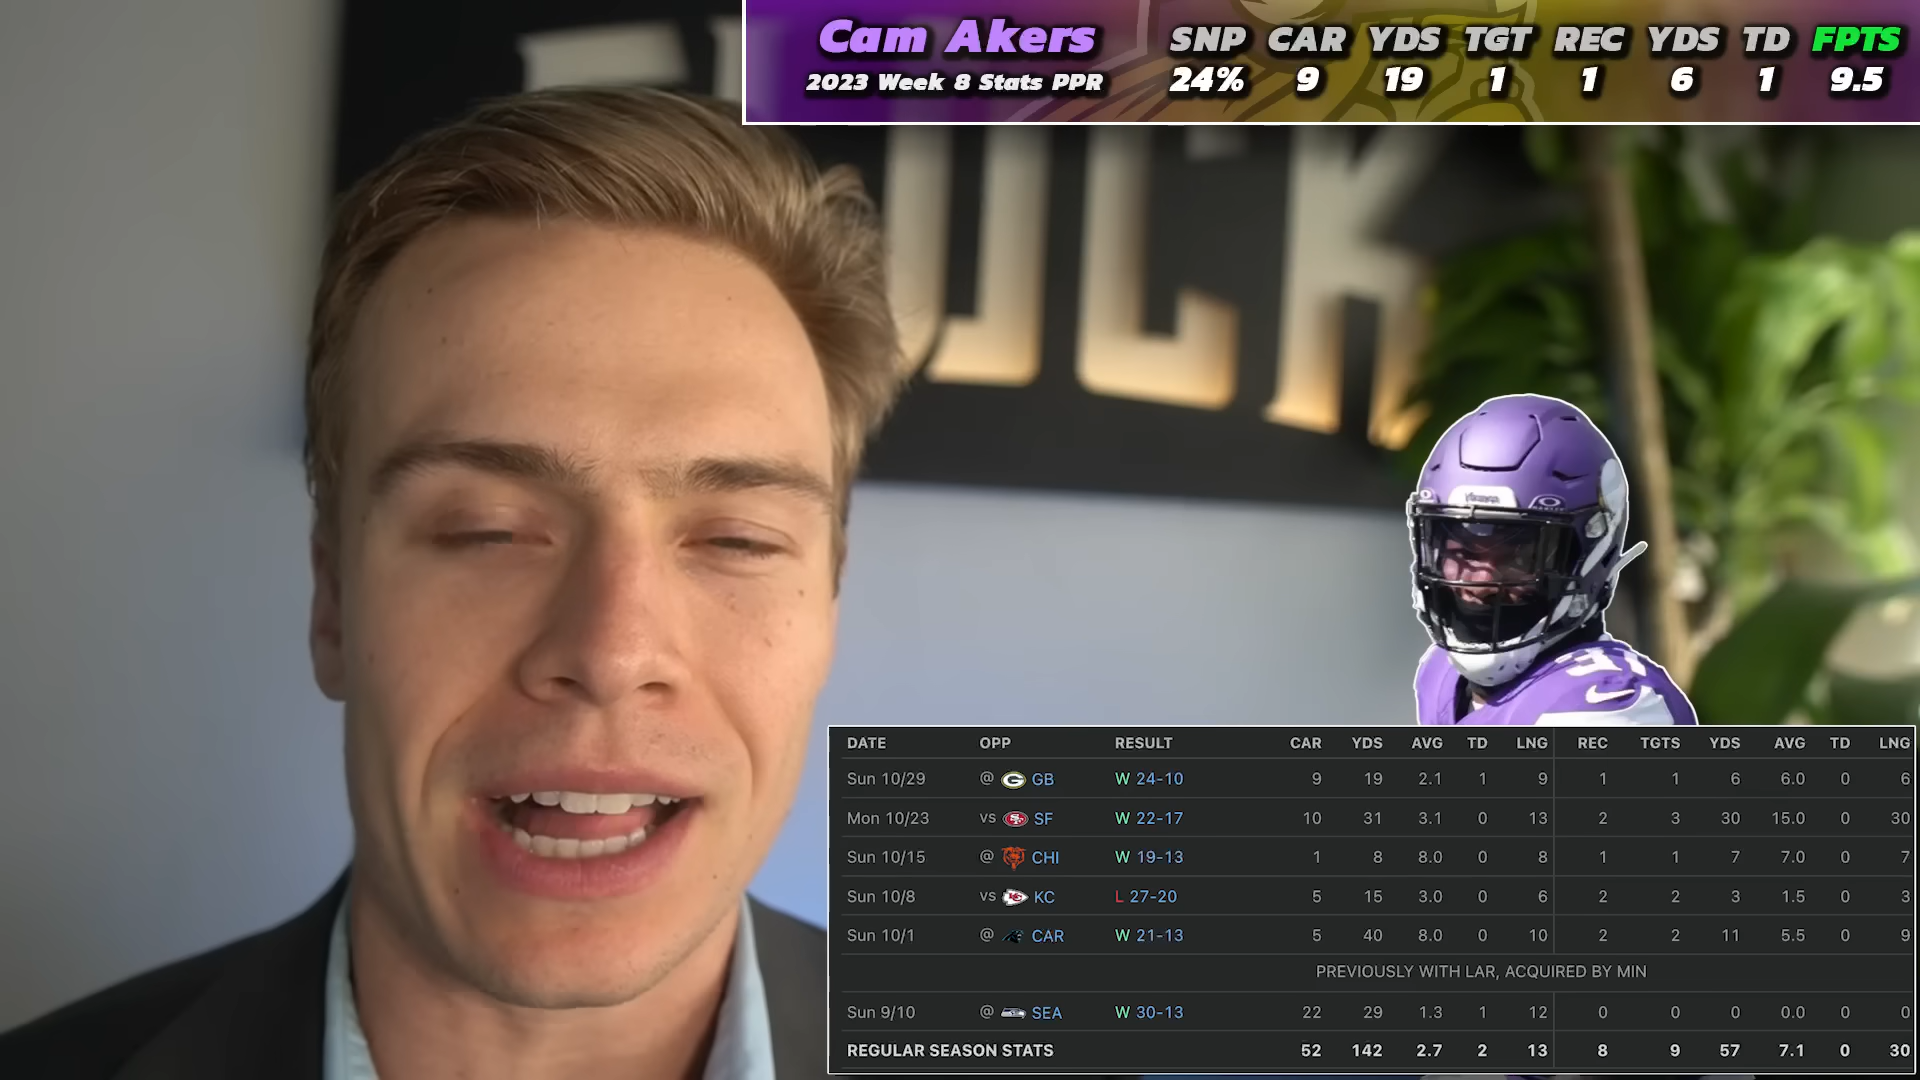 Cam Akers SNP CAR YDS TGT REC YDS TD FPTS
2023 Week 8 Stats PPR 24% 9 19 1 1 6 1 9.5
VIKINGS
31
DATE OPP RESULT CAR YDS AVG TD LNG REC TGTS YDS AVG TD LNG
Sun 10/29 @ GB W 24-10 9 19 2.1 1 9 1 1 6 6.0 0 6
Mon 10/23 vs SF W 22-17 10 31 3.1 0 13 2 3 30 15.0 0 30
Sun 10/15 @ CHI W 19-13 1 8 8.0 0 8 1 1 7 7.0 0 7
Sun 10/8 vs KC L 27-20 5 15 3.0 0 6 2 2 3 1.5 0 3
Sun 10/1 @ CAR W 21-13 5 40 8.0 0 10 2 2 11 5.5 0 9
PREVIOUSLY WITH LAR, ACQUIRED BY MIN
Sun 9/10 @ SEA W 30-13 22 29 1.3 1 12 0 0 0 0.0 0 0
REGULAR SEASON STATS 52 142 2.7 2 13 8 9 57 7.1 0 30